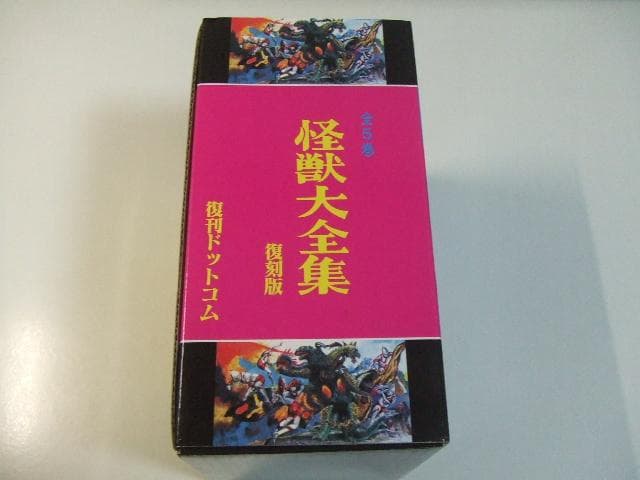 全5巻
怪獣大全集
復刻版
復刊ドットコム